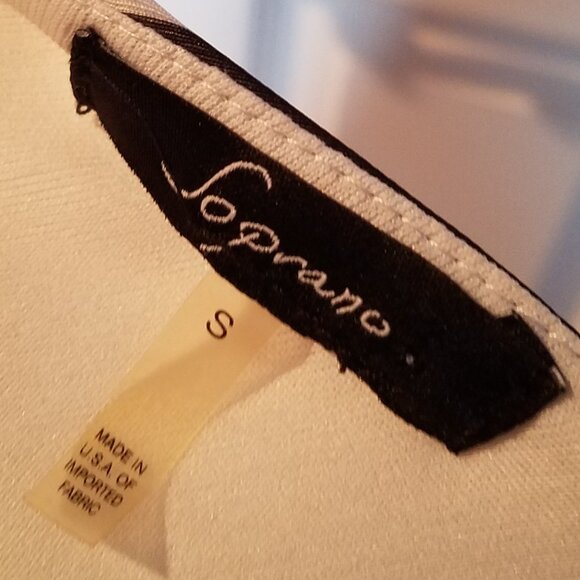 Soprano
S
MADE IN
U.S.A. OF
IMPORTED
FABRIC